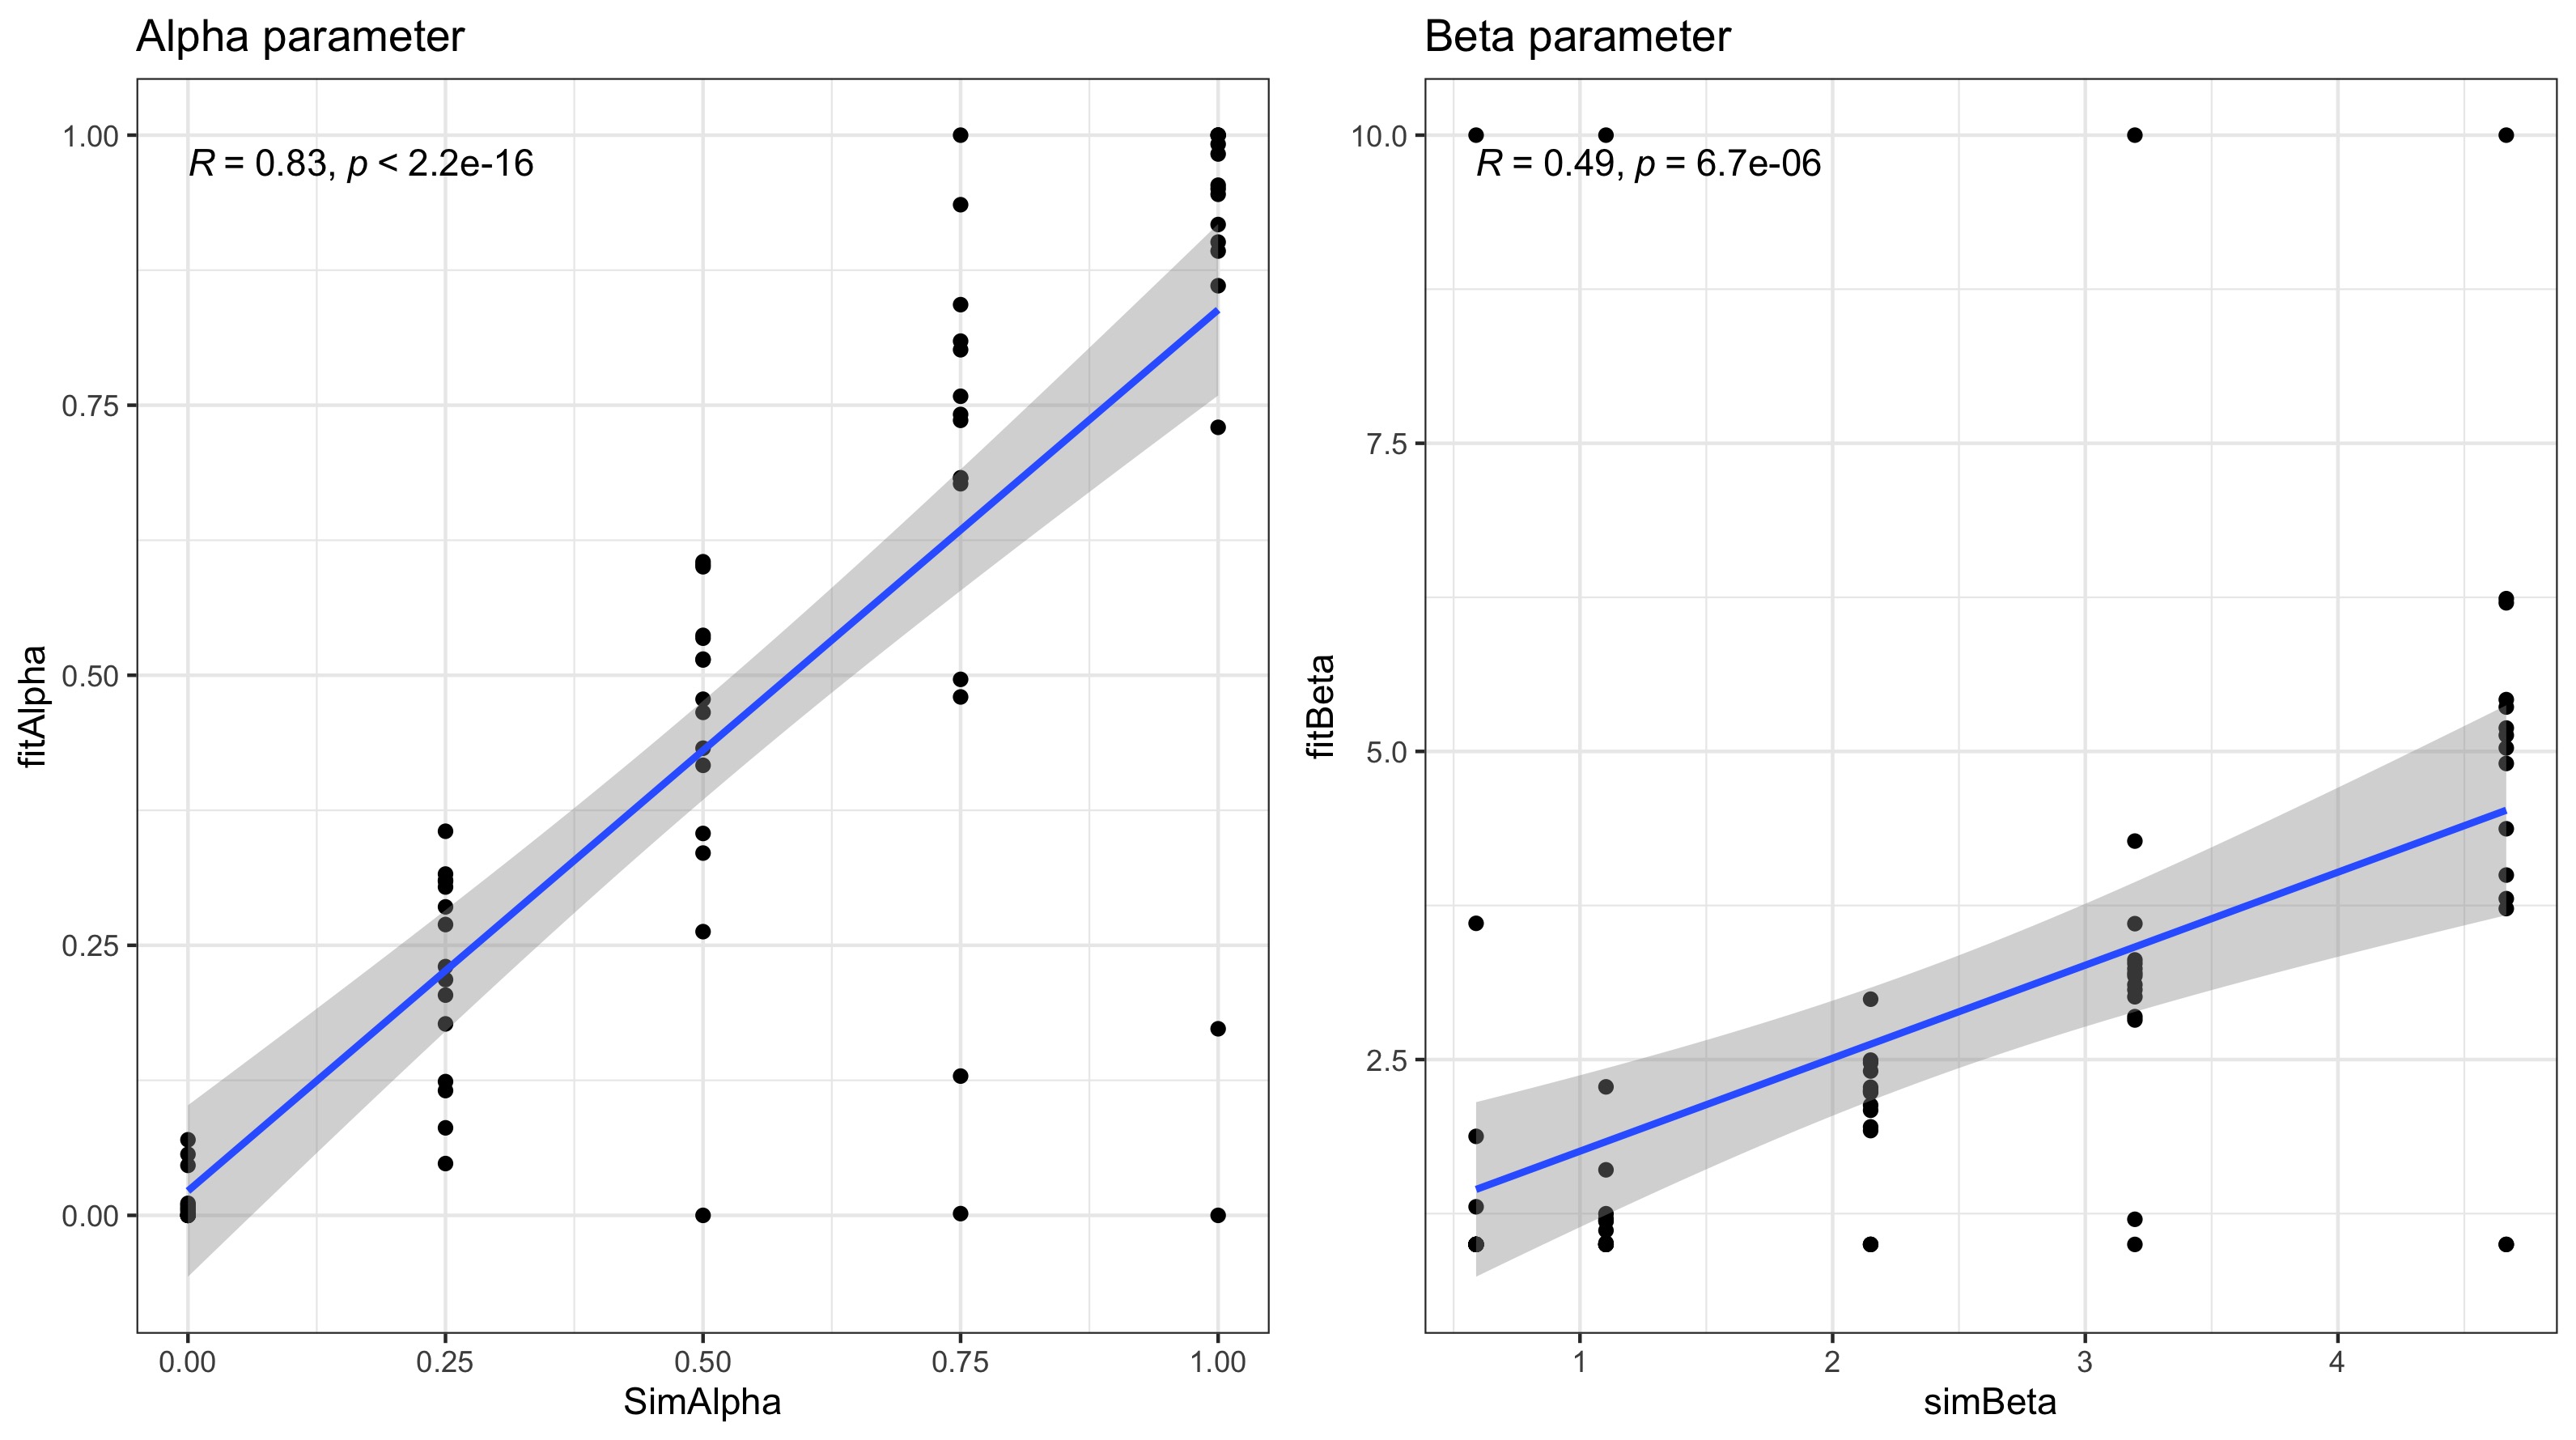 Alpha parameter
R = 0.83, p < 2.2e-16
1.00
0.75
0.50
0.25
0.00
fitAlpha
0.00 0.25 0.50 0.75 1.00
SimAlpha
Beta parameter
R = 0.49, p = 6.7e-06
10.0
7.5
5.0
2.5
fitBeta
1 2 3 4
simBeta